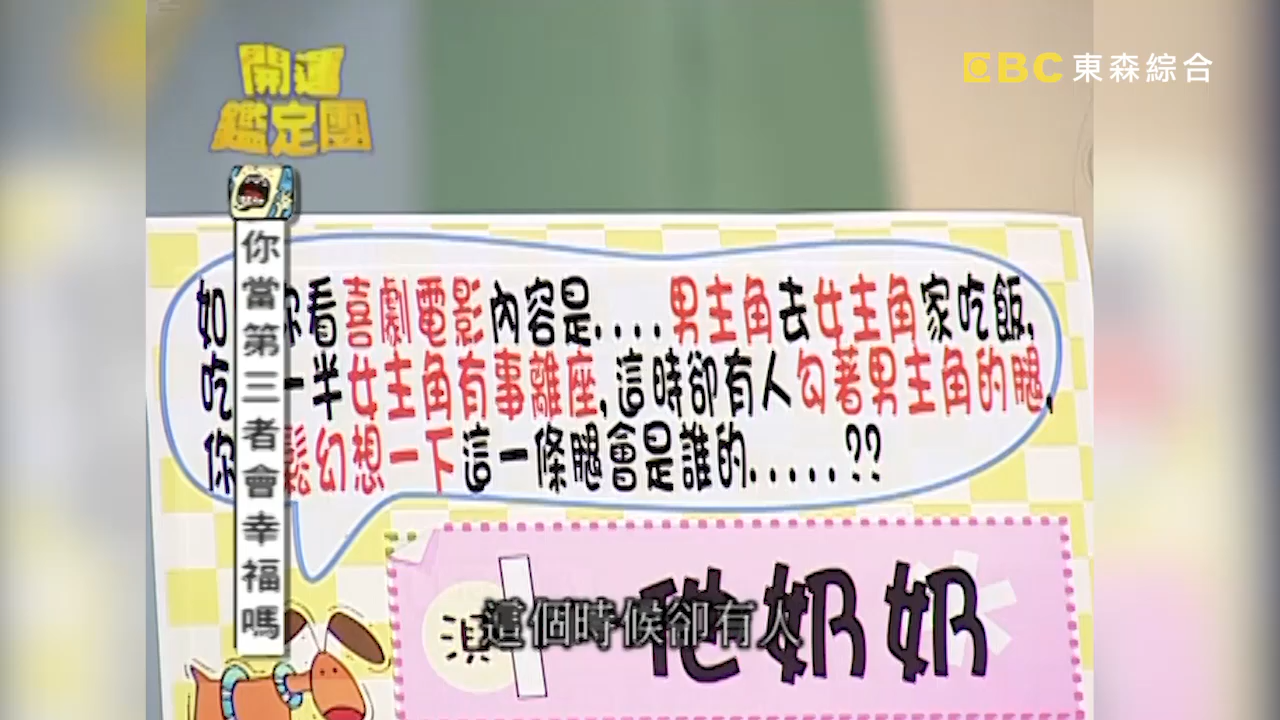 開運
鑑定團
EBC 東森綜合
你當第三者會幸福嗎
如 你看喜劇電影內容是....男主角去女主角家吃飯,
吃 一半女主角有事離座,這時卻有人勾著男主角的腿,
你 鬆幻想一下這一條腿會是誰的.....??
奶奶
這個時候卻有人